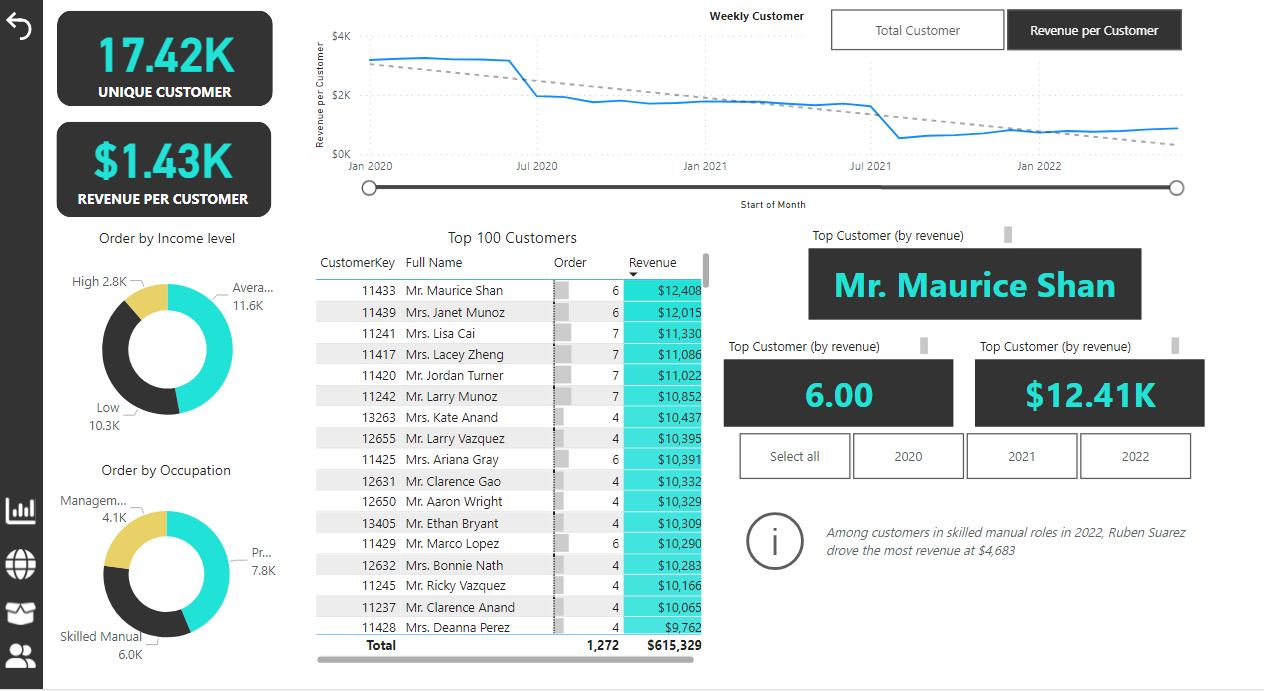 17.42K
UNIQUE CUSTOMER
$1.43K
REVENUE PER CUSTOMER
Weekly Customer
Total Customer
Revenue per Customer
Revenue per Customer
$4K
$2K
$0K
Jan 2020 Jul 2020 Jan 2021 Jul 2021 Jan 2022
Start of Month
Order by Income level
High 2.8K
Avera...
11.6K
Low
10.3K
Order by Occupation
Managem...
4.1K
Pr...
7.8K
Skilled Manual
6.0K
Top 100 Customers
CustomerKey Full Name Order Revenue
11433 Mr. Maurice Shan 6 $12,408
11439 Mrs. Janet Munoz 6 $12,015
11241 Mrs. Lisa Cai 7 $11,330
11417 Mrs. Lacey Zheng 7 $11,086
11420 Mr. Jordan Turner 7 $11,022
11242 Mr. Larry Munoz 7 $10,852
13263 Mrs. Kate Anand 4 $10,437
12655 Mr. Larry Vazquez 4 $10,395
11425 Mrs. Ariana Gray 6 $10,391
12631 Mr. Clarence Gao 4 $10,332
12650 Mr. Aaron Wright 4 $10,329
13405 Mr. Ethan Bryant 4 $10,309
11429 Mr. Marco Lopez 6 $10,290
12632 Mrs. Bonnie Nath 4 $10,283
11245 Mr. Ricky Vazquez 4 $10,166
11237 Mr. Clarence Anand 4 $10,065
11428 Mrs. Deanna Perez 4 $9,762
Total 1,272 $615,329
Top Customer (by revenue)
Mr. Maurice Shan
Top Customer (by revenue)
6.00
Top Customer (by revenue)
$12.41K
Select all
2020
2021
2022
i
Among customers in skilled manual roles in 2022, Ruben Suarez
drove the most revenue at $4,683